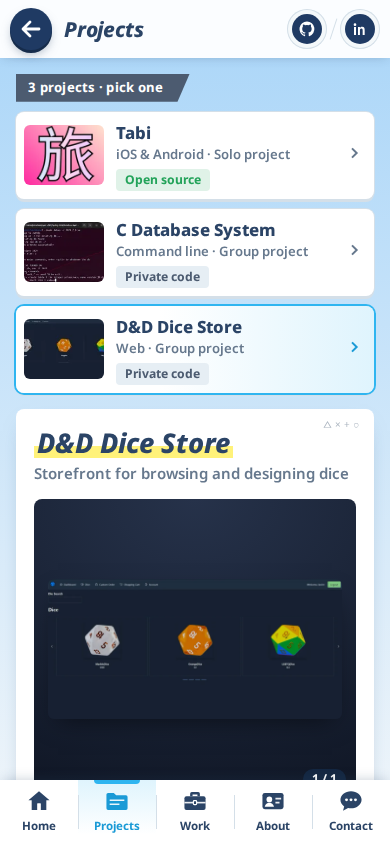 Projects
in
3 projects · pick one
旅
Tabi
iOS & Android · Solo project
Open source
C Database System
Command line · Group project
Private code
D&D Dice Store
Web · Group project
Private code
D&D Dice Store
Storefront for browsing and designing dice
Dice
1 / 1
Home
Projects
Work
About
Contact